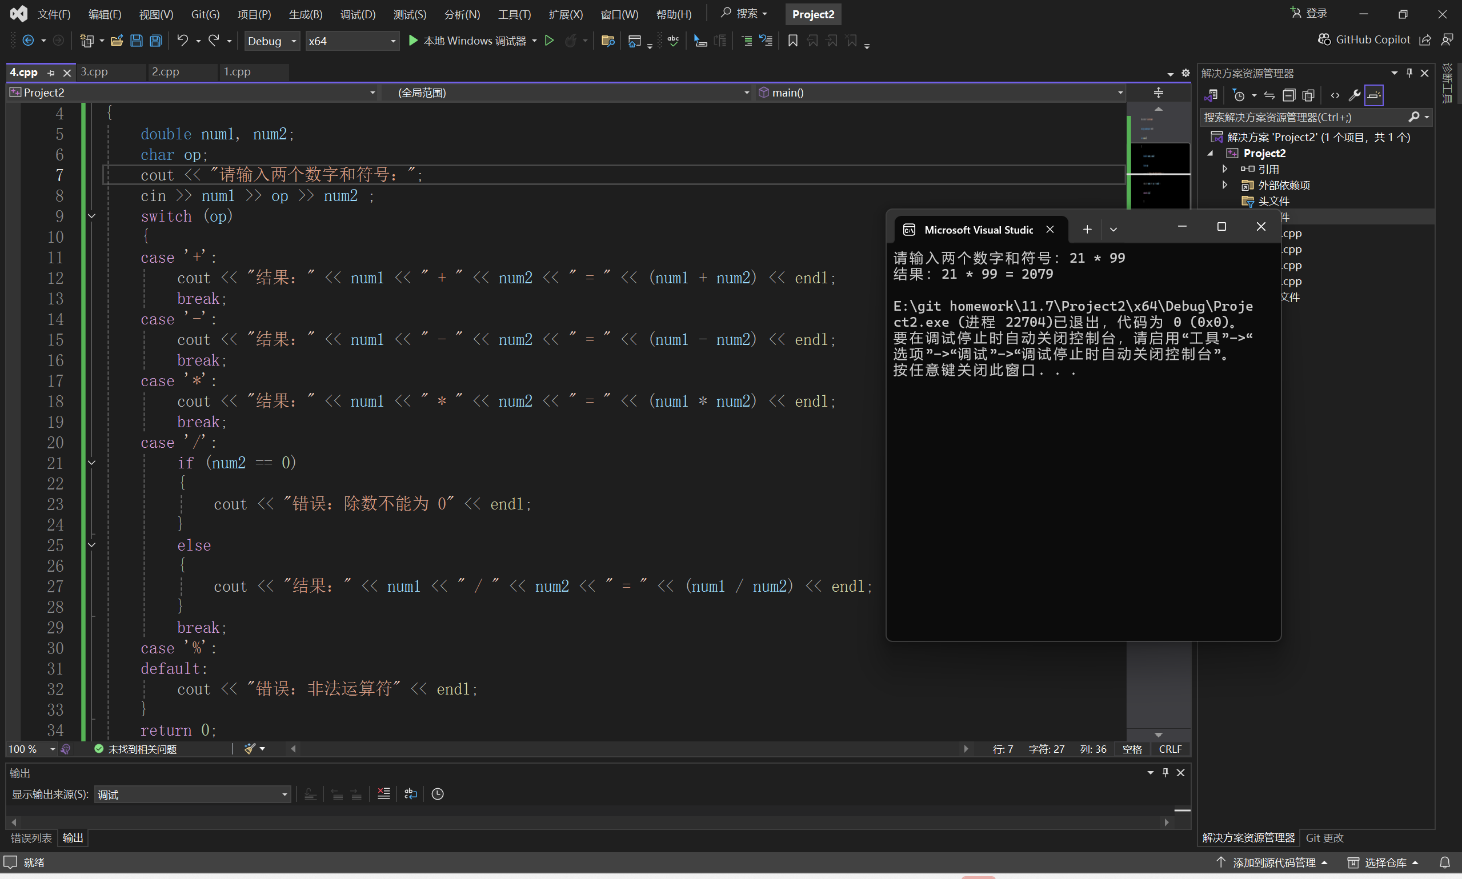 文件(F) 编辑(E) 视图(V) Git(G) 项目(P) 生成(B) 调试(D) 测试(S) 分析(N) 工具(T) 扩展(X) 窗口(W) 帮助(H) 搜索 Project2 登录
Debug x64 本地 Windows 调试器 GitHub Copilot
4.cpp 3.cpp 2.cpp 1.cpp
Project2 (全局范围) main()
4 {
5 double num1, num2;
6 char op;
7 cout << "请输入两个数字和符号：";
8 cin >> num1 >> op >> num2 ;
9 switch (op)
10 {
11 case '+':
12 cout << "结果：" << num1 << " + " << num2 << " = " << (num1 + num2) << endl;
13 break;
14 case '-':
15 cout << "结果：" << num1 << " - " << num2 << " = " << (num1 - num2) << endl;
16 break;
17 case '*':
18 cout << "结果：" << num1 << " * " << num2 << " = " << (num1 * num2) << endl;
19 break;
20 case '/':
21 if (num2 == 0)
22 {
23 cout << "错误：除数不能为 0" << endl;
24 }
25 else
26 {
27 cout << "结果：" << num1 << " / " << num2 << " = " << (num1 / num2) << endl;
28 }
29 break;
30 case '%':
31 default:
32 cout << "错误：非法运算符" << endl;
33 }
34 return 0;
100 % 未找到相关问题 行: 7 字符: 27 列: 36 空格 CRLF
Microsoft Visual Studio
请输入两个数字和符号：21 * 99
结果：21 * 99 = 2079
E:\git homework\11.7\Project2\x64\Debug\Proje
ct2.exe (进程 22704)已退出，代码为 0 (0x0)。
要在调试停止时自动关闭控制台，请启用“工具”->“
选项”->“调试”->“调试停止时自动关闭控制台”。
按任意键关闭此窗口. . .
解决方案资源管理器
搜索解决方案资源管理器(Ctrl+;)
解决方案 'Project2' (1 个项目，共 1 个)
Project2
引用
外部依赖项
头文件
件
.cpp
.cpp
.cpp
.cpp
文件
诊断工具
输出
显示输出来源(S): 调试
错误列表 输出
解决方案资源管理器 Git 更改
就绪 添加到源代码管理 选择仓库